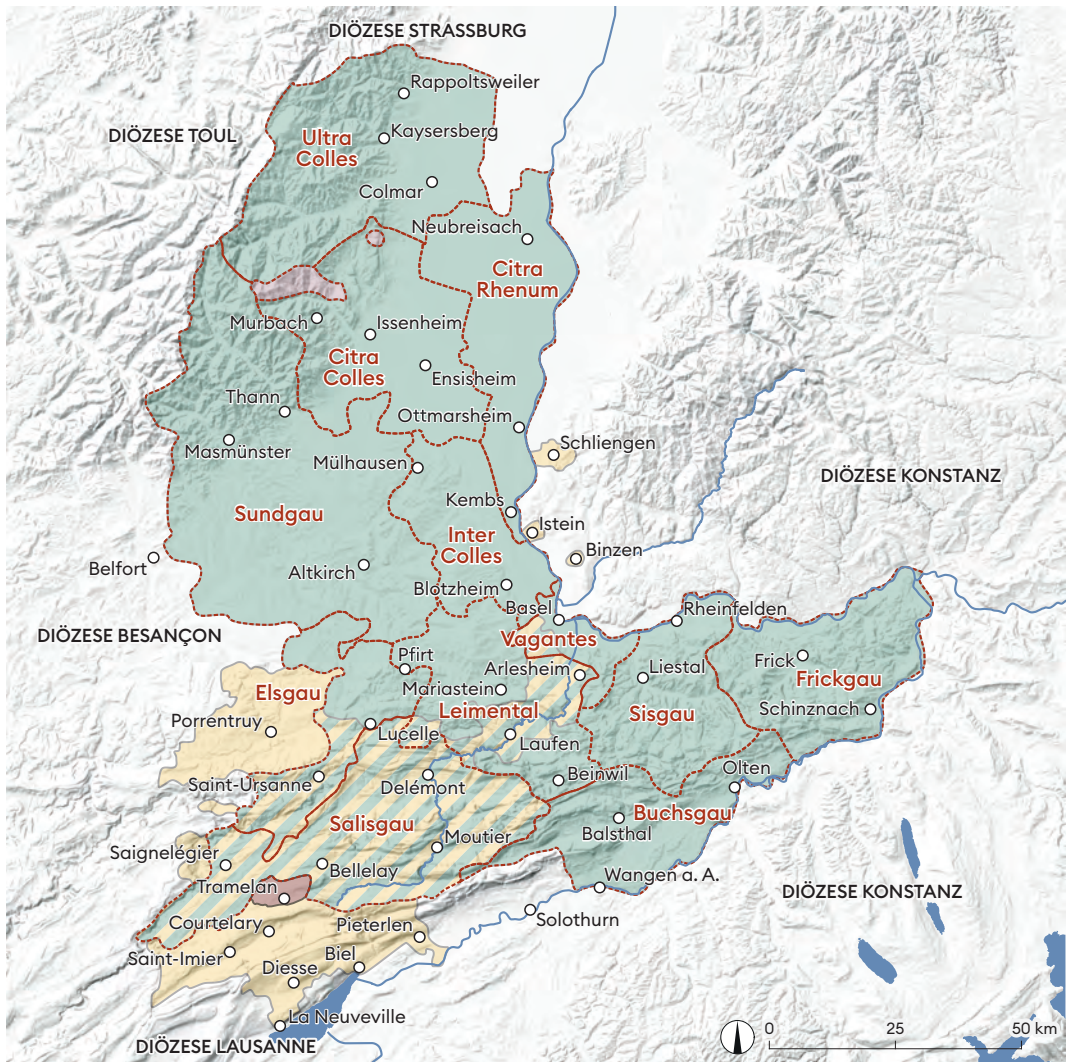 DIÖZESE STRASSBURG
Rappoltsweiler
DIÖZESE TOUL
Kaysersberg
Ultra
Colles
Colmar
Neubreisach
Citra
Rhenum
Murbach
Issenheim
Citra
Colles
Ensisheim
Thann
Ottmarsheim
Masmünster
Schliengen
Mülhausen
DIÖZESE KONSTANZ
Kembs
Sundgau
Istein
Inter
Colles
Binzen
Belfort
Altkirch
Blotzheim
Basel
Rheinfelden
DIÖZESE BESANÇON
Vagantes
Pfirt
Arlesheim
Liestal
Frick
Frickgau
Elsgau
Mariastein
Leimental
Sisgau
Schinznach
Porrentruy
Lucelle
Laufen
Saint-Ursanne
Delémont
Beinwil
Olten
Salisgau
Buchsgau
Balsthal
Moutier
Saignelégier
Bellelay
Tramelan
Wangen a. A.
DIÖZESE KONSTANZ
Courtelary
Pieterlen
Solothurn
Saint-Imier
Biel
Diesse
La Neuveville
DIÖZESE LAUSANNE
0 25 50 km